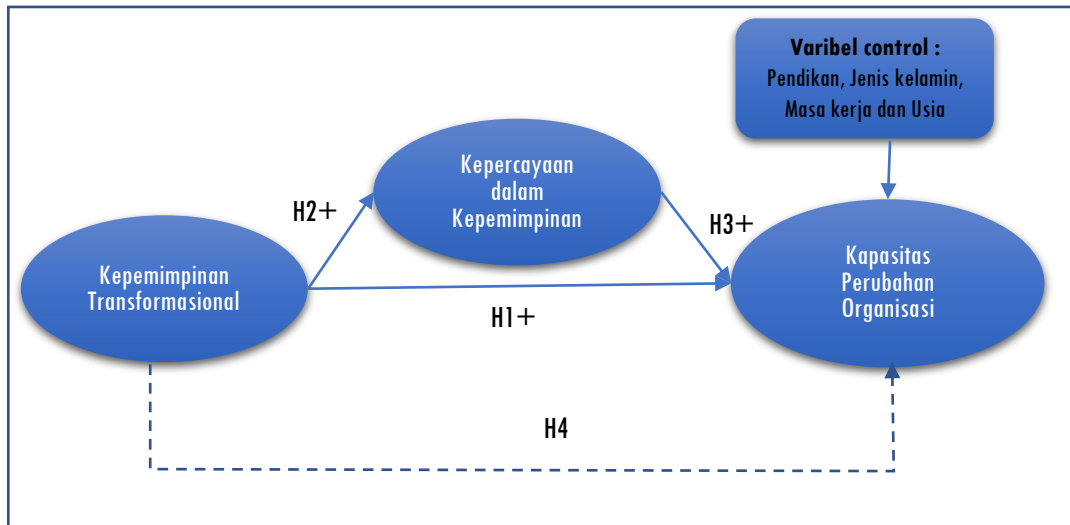 Varibel control :
Pendikan, Jenis kelamin,
Masa kerja dan Usia
Kepercayaan
dalam
Kepemimpinan
H2+
H3+
Kepemimpinan
Transformasional
Kapasitas
Perubahan
Organisasi
H1+
H4